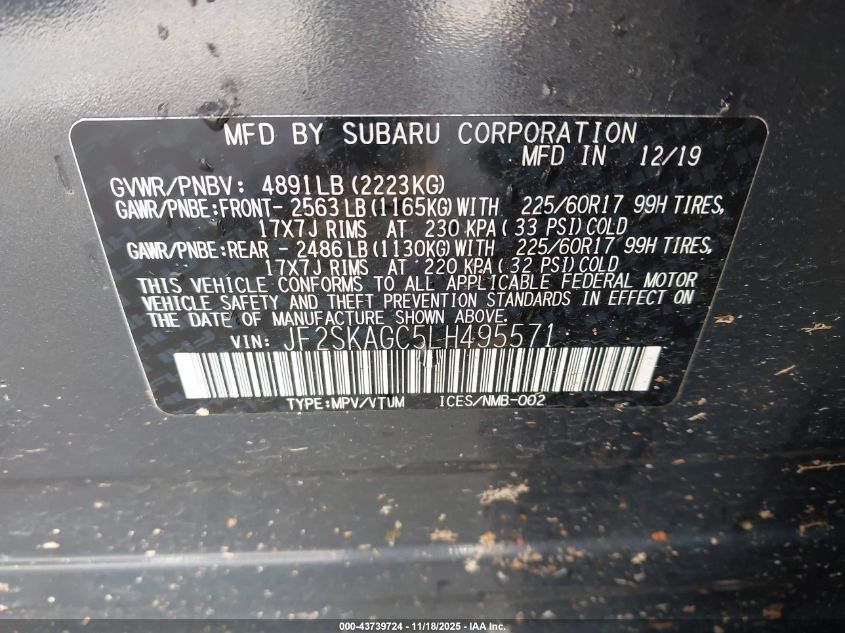 MFD BY SUBARU CORPORATION
MFD IN 12/19
GVWR/PNBV: 4891LB (2223KG)
GAWR/PNBE:FRONT- 2563 LB (1165KG) WITH 225/60R17 99H TIRES,
17X7J RIMS AT 230 KPA ( 33 PSI) COLD
GAWR/PNBE:REAR - 2486 LB (1130KG) WITH 225/60R17 99H TIRES,
17X7J RIMS AT 220 KPA ( 32 PSI) COLD
THIS VEHICLE CONFORMS TO ALL APPLICABLE FEDERAL MOTOR
VEHICLE SAFETY AND THEFT PREVENTION STANDARDS IN EFFECT ON
THE DATE OF MANUFACTURE SHOWN ABOVE.
VIN: JF2SKAGC5LH495571
TYPE:MPV/VTUM ICES/NMB-002
000-43739724 - 11/18/2025 - IAA Inc.